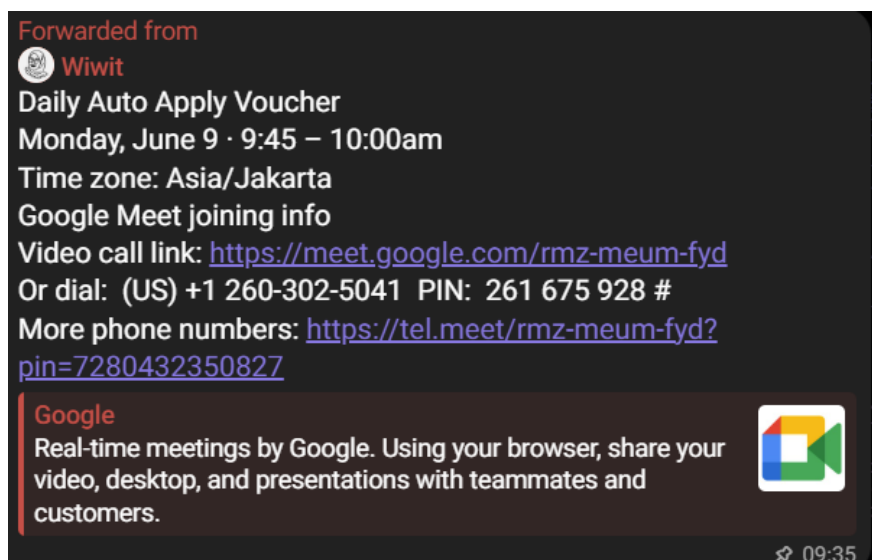 Forwarded from
Wiwit
Daily Auto Apply Voucher
Monday, June 9 · 9:45 – 10:00am
Time zone: Asia/Jakarta
Google Meet joining info
Video call link: https://meet.google.com/rmz-meum-fyd
Or dial:  (US) +1 260-302-5041  PIN:  261 675 928 #
More phone numbers: https://tel.meet/rmz-meum-fyd?
pin=7280432350827
Google
Real-time meetings by Google. Using your browser, share your
video, desktop, and presentations with teammates and
customers.
09:35